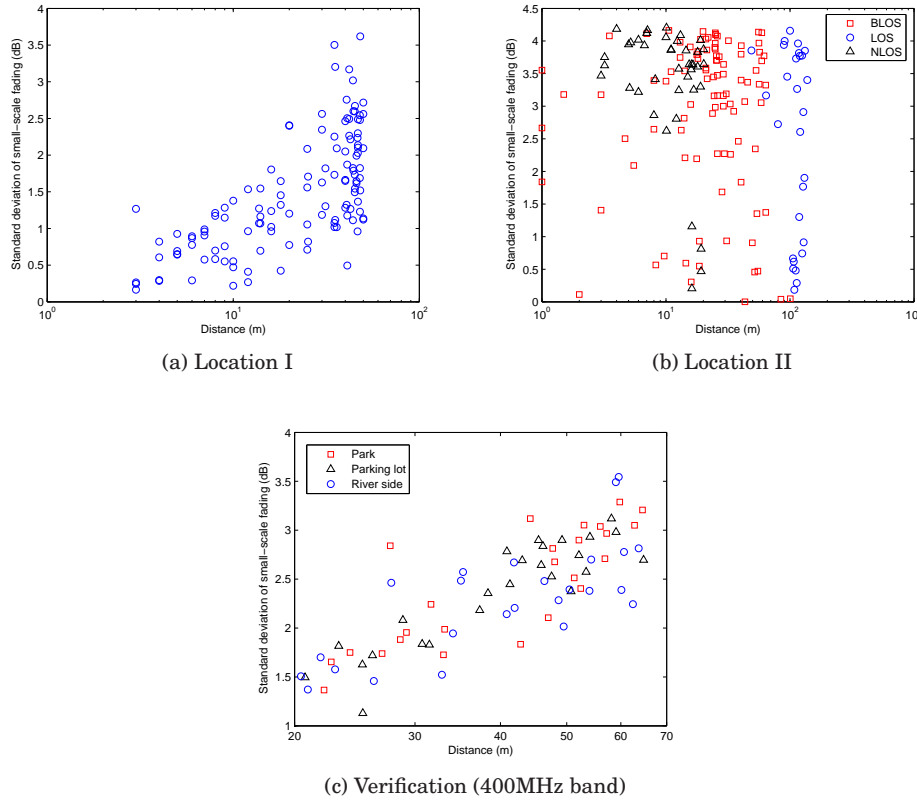 4
3.5
3
2.5
2
1.5
1
0.5
0
Standard deviation of small−scale fading (dB)
10^0
10^1
10^2
Distance (m)
(a) Location I
4.5
4
3.5
3
2.5
2
1.5
4.5
0.5
0
Standard deviation of small−scale fading (dB)
BLOS
LOS
NLOS
10^0
10^1
10^2
10
Distance (m)
(b) Location II
4
3.5
3
2.5
2
1.5
1
Standard deviation of small−scale fading (dB)
Park
Parking lot
River side
20
30
40
50
60
70
Distance (m)
(c) Verification (400MHz band)